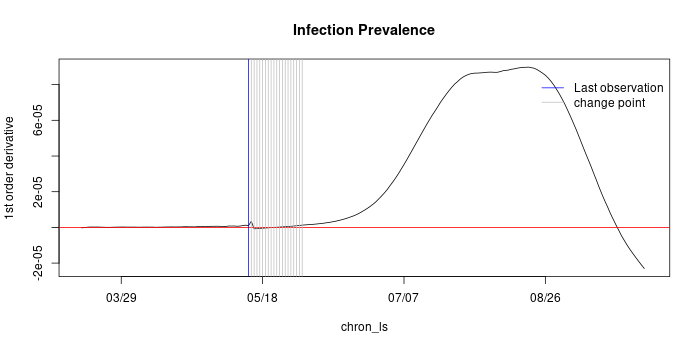 Infection Prevalence
1st order derivative
6e-05
2e-05
-2e-05
Last observation
change point
03/29 05/18 07/07 08/26
chron_ls